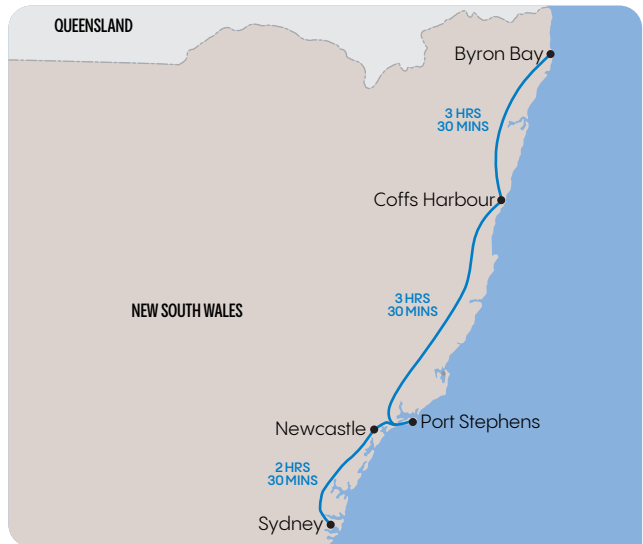 QUEENSLAND
Byron Bay
3 HRS
30 MINS
Coffs Harbour
3 HRS
30 MINS
NEW SOUTH WALES
Port Stephens
Newcastle
2 HRS
30 MINS
Sydney